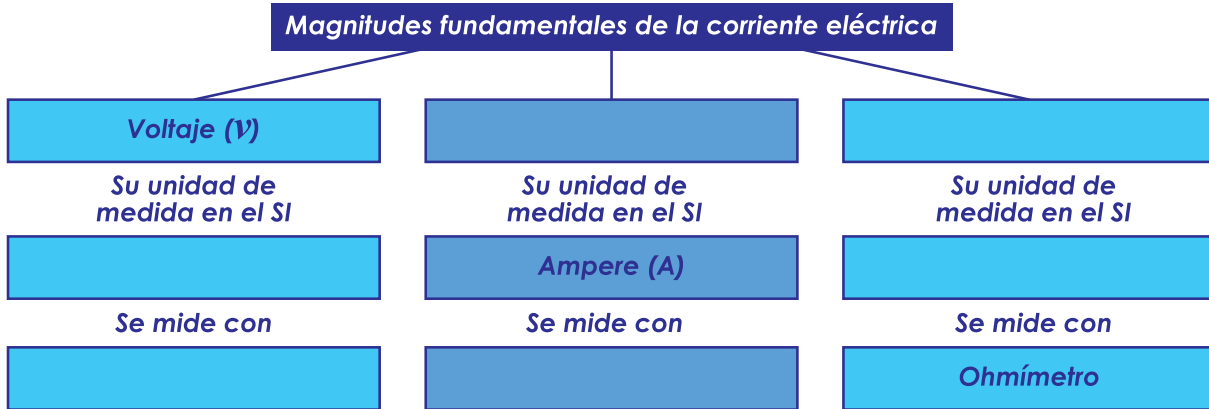 Magnitudes fundamentales de la corriente eléctrica
Voltaje (V)
Su unidad de
medida en el SI
Su unidad de
medida en el SI
Su unidad de
medida en el SI
Ampere (A)
Se mide con
Se mide con
Se mide con
Ohmímetro